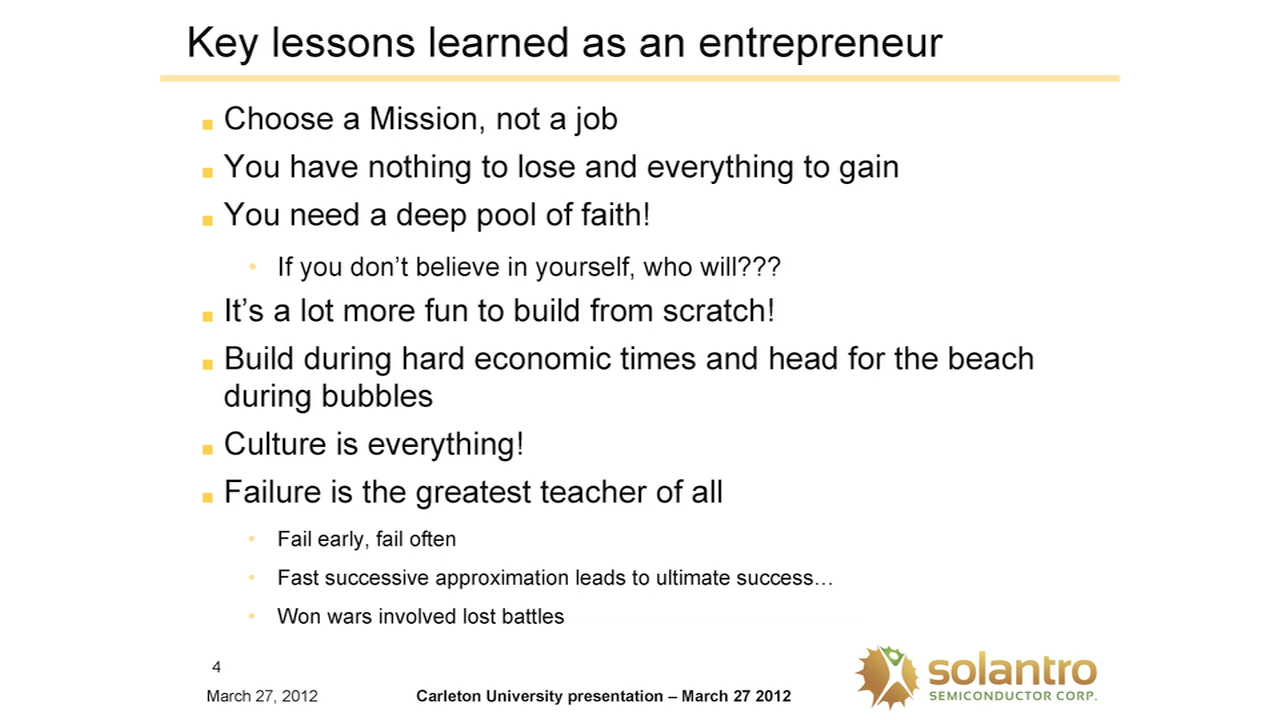 Key lessons learned as an entrepreneur
Choose a Mission, not a job
You have nothing to lose and everything to gain
You need a deep pool of faith!
If you don’t believe in yourself, who will???
It’s a lot more fun to build from scratch!
Build during hard economic times and head for the beach
during bubbles
Culture is everything!
Failure is the greatest teacher of all
Fail early, fail often
Fast successive approximation leads to ultimate success…
Won wars involved lost battles
4
March 27, 2012
Carleton University presentation – March 27 2012
solantro
SEMICONDUCTOR CORP.